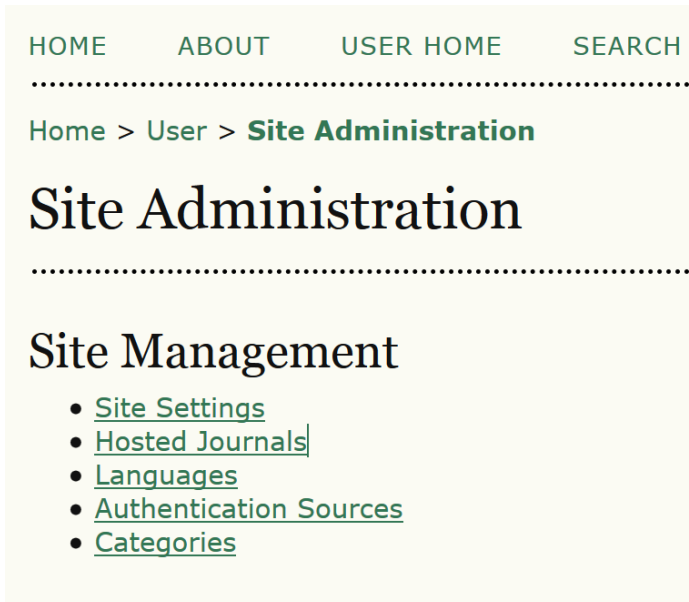 HOME ABOUT USER HOME SEARCH
Home > User > Site Administration
Site Administration
Site Management
• Site Settings
• Hosted Journals
• Languages
• Authentication Sources
• Categories